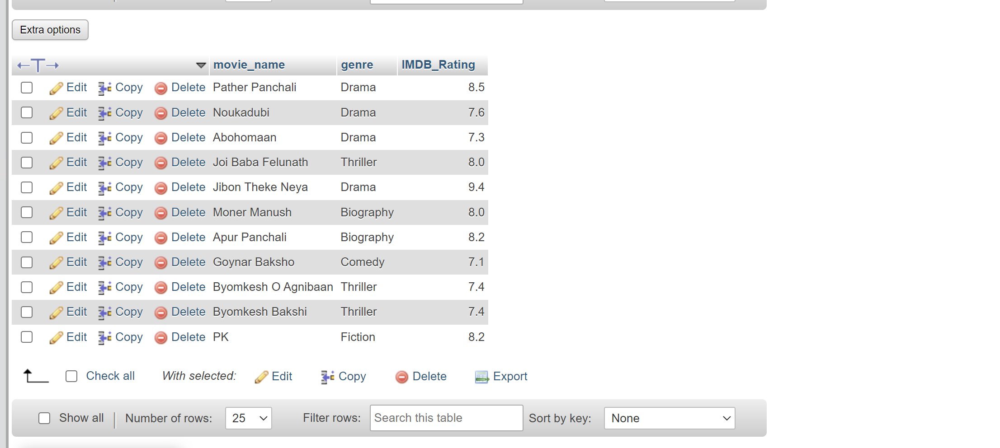 Extra options
movie_name genre IMDB_Rating
Edit Copy Delete Pather Panchali Drama 8.5
Edit Copy Delete Noukadubi Drama 7.6
Edit Copy Delete Abohomaan Drama 7.3
Edit Copy Delete Joi Baba Felunath Thriller 8.0
Edit Copy Delete Jibon Theke Neya Drama 9.4
Edit Copy Delete Moner Manush Biography 8.0
Edit Copy Delete Apur Panchali Biography 8.2
Edit Copy Delete Goynar Baksho Comedy 7.1
Edit Copy Delete Byomkesh O Agnibaan Thriller 7.4
Edit Copy Delete Byomkesh Bakshi Thriller 7.4
Edit Copy Delete PK Fiction 8.2
Check all With selected: Edit Copy Delete Export
Show all Number of rows: 25 Filter rows: Search this table Sort by key: None